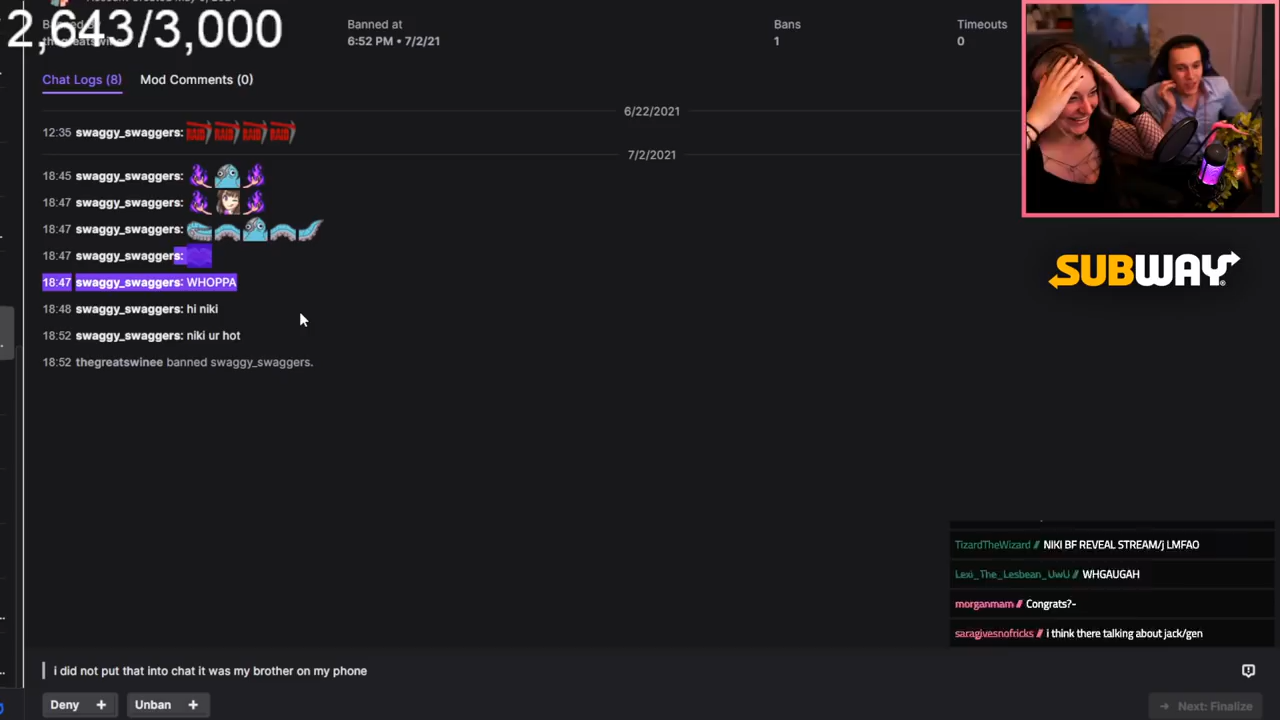 2,643/3,000
Banned at
Bans
Timeouts
thegreatswinee
6:52 PM • 7/2/21
1
0
Chat Logs (8)
Mod Comments (0)
6/22/2021
12:35 swaggy_swaggers: RAID RAID RAID RAID
7/2/2021
18:45 swaggy_swaggers:
18:47 swaggy_swaggers:
18:47 swaggy_swaggers:
18:47 swaggy_swaggers:
18:47 swaggy_swaggers: WHOPPA
18:48 swaggy_swaggers: hi niki
18:52 swaggy_swaggers: niki ur hot
18:52 thegreatswinee banned swaggy_swaggers.
SUBWAY
TizardTheWizard // NIKI BF REVEAL STREAM/j LMFAO
Lexi_The_Lesbean_UwU // WHGAUGAH
morganmam // Congrats?-
saragivesnofricks // i think there talking about jack/gen
i did not put that into chat it was my brother on my phone
Deny +
Unban +
→ Next: Finalize